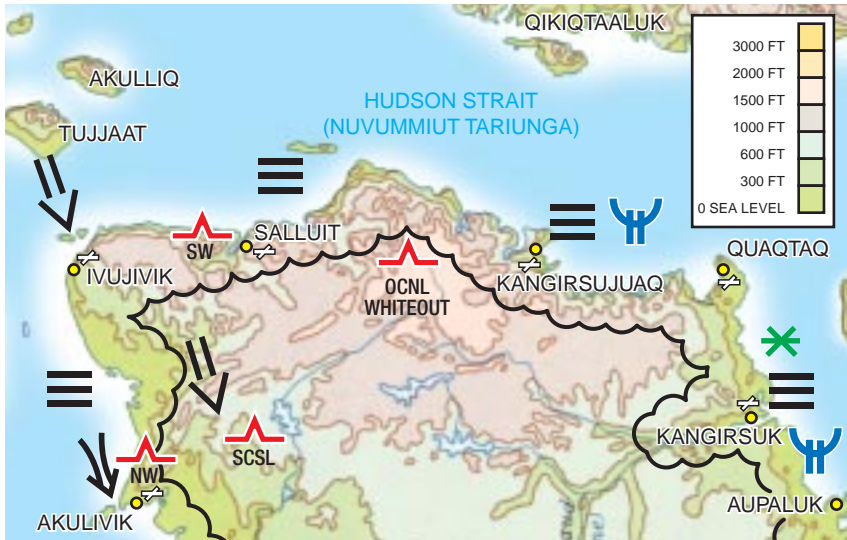 QIKIQTAALUK
AKULLIQ
TUJJAAT
HUDSON STRAIT
(NUVUMMIUT TARIUNGA)
3000 FT
2000 FT
1500 FT
1000 FT
600 FT
300 FT
0 SEA LEVEL
SW
SALLUIT
IVUJIVIK
OCNL
WHITEOUT
KANGIRSUJUAQ
QUAQTAQ
SCSL
NW
AKULIVIK
KANGIRSUK
AUPALUK